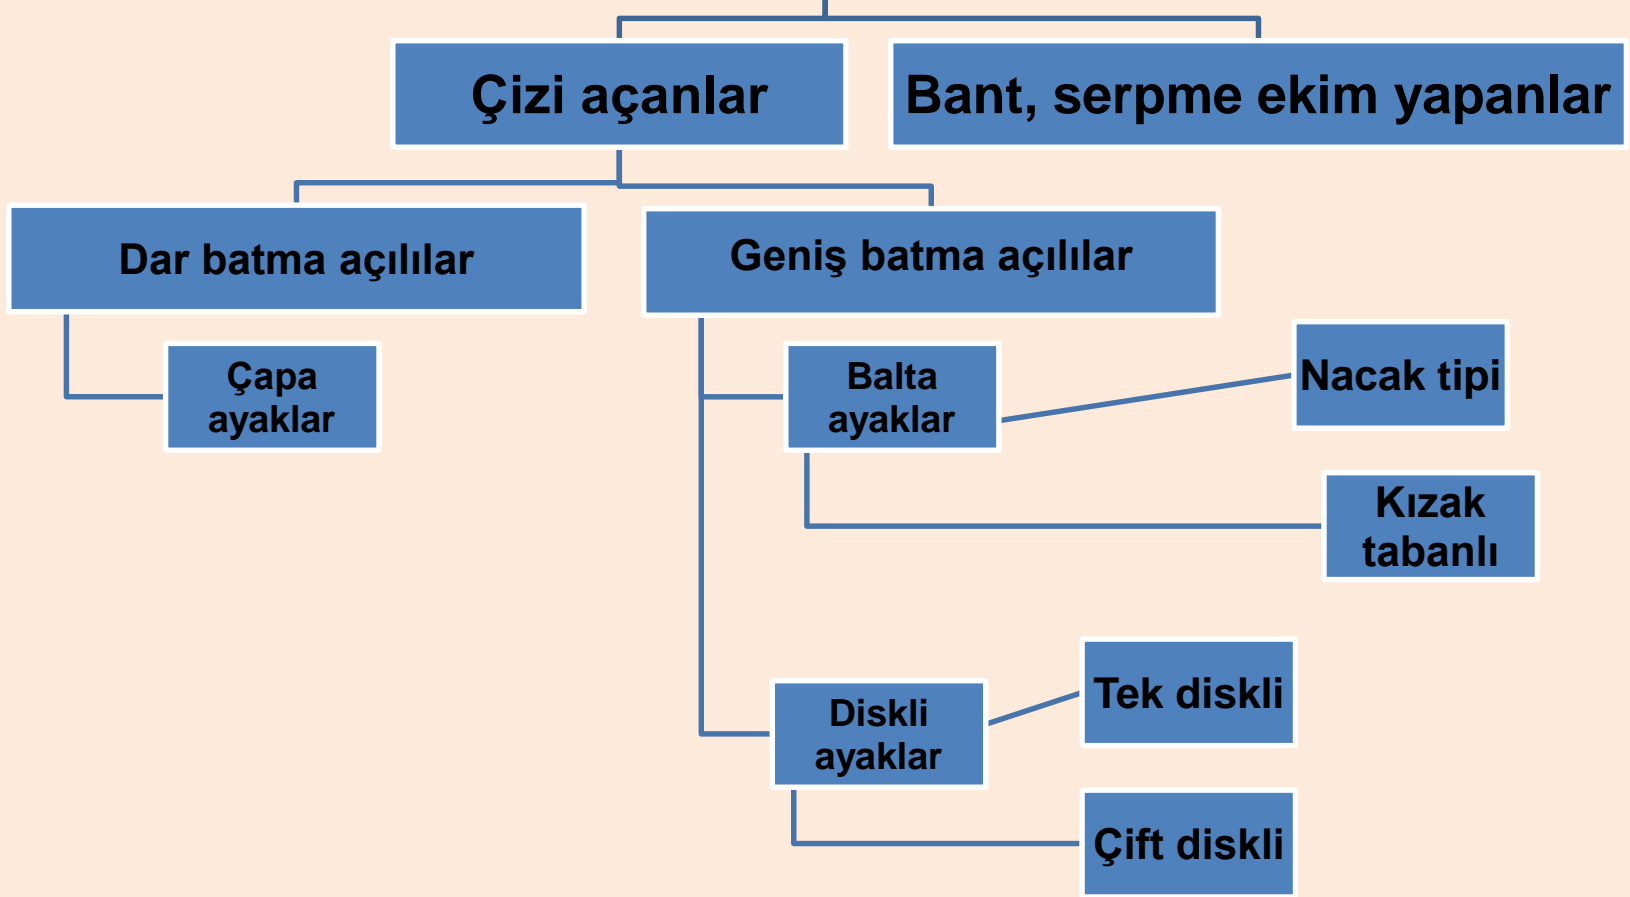 Çizi açanlar
Bant, serpme ekim yapanlar
Dar batma açılılar
Geniş batma açılılar
Çapa
ayaklar
Balta
ayaklar
Nacak tipi
Kızak
tabanlı
Diskli
ayaklar
Tek diskli
Çift diskli